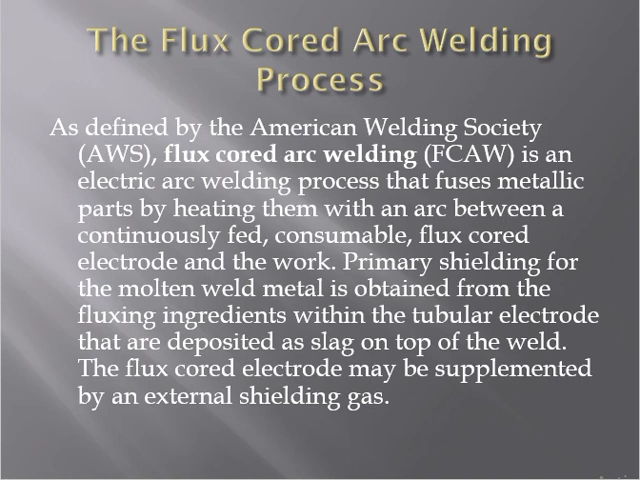 The Flux Cored Arc Welding
Process
As defined by the American Welding Society
(AWS), flux cored arc welding (FCAW) is an
electric arc welding process that fuses metallic
parts by heating them with an arc between a
continuously fed, consumable, flux cored
electrode and the work. Primary shielding for
the molten weld metal is obtained from the
fluxing ingredients within the tubular electrode
that are deposited as slag on top of the weld.
The flux cored electrode may be supplemented
by an external shielding gas.